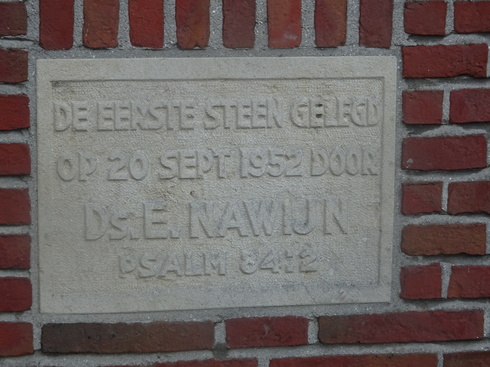 DE EERSTE STEEN GELEGD
OP 20 SEPT 1952 DOOR
Ds. E. NAWIJN
PSALM 84:12